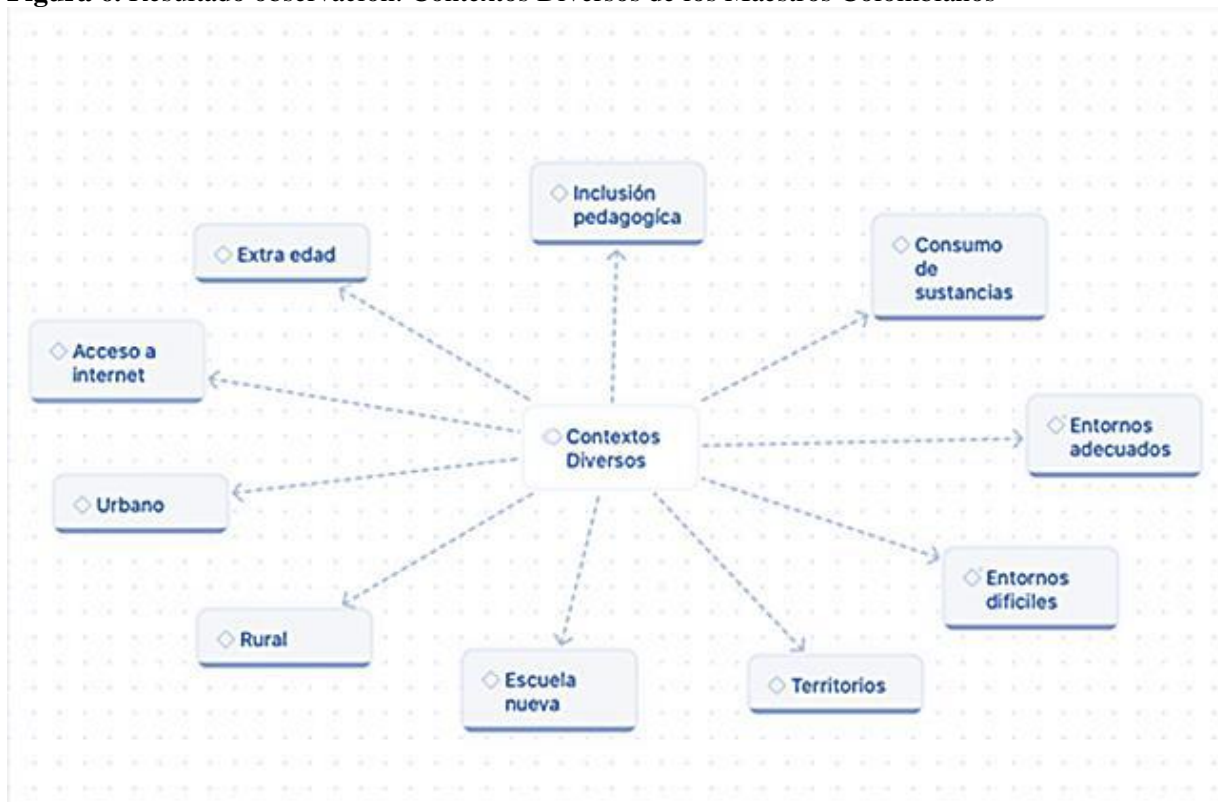 Inclusión
pedagogíca
Extra edad
Consumo
de
sustancias
Acceso a
internet
Entornos
adecuados
Contextos
Diversos
Urbano
Entornos
dificiles
Rural
Escuela
nueva
Territorios